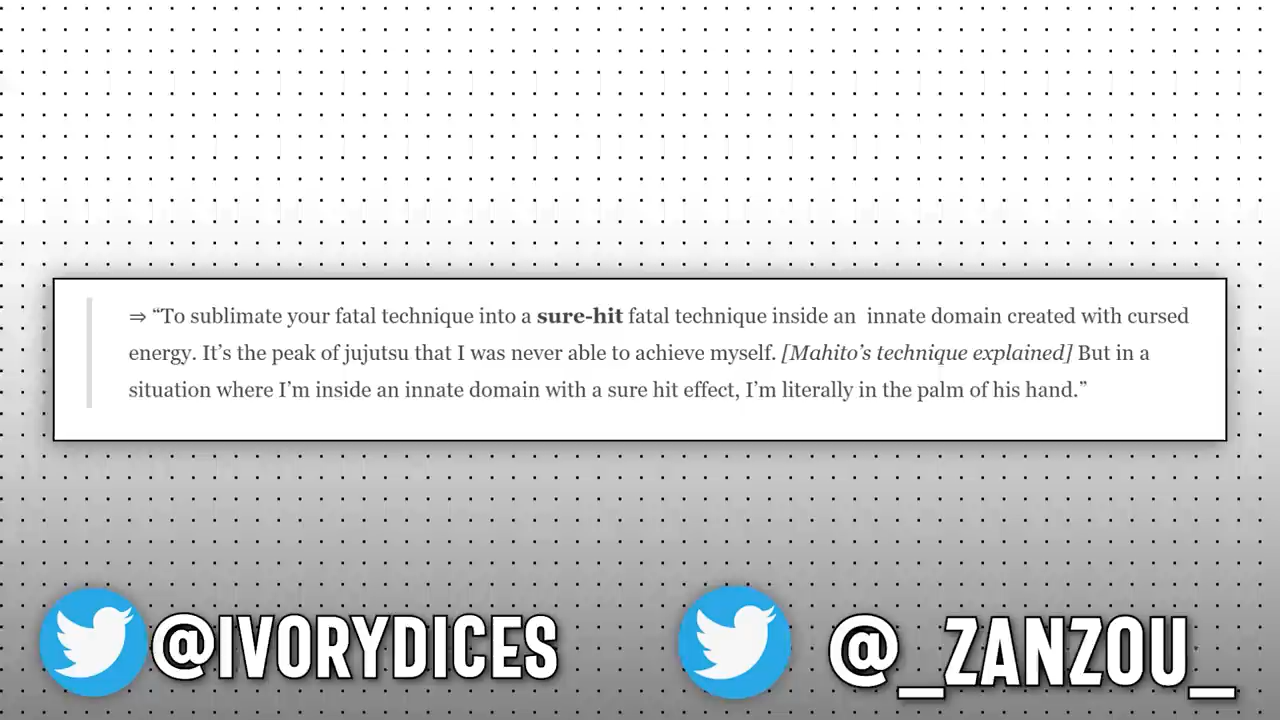 ⇒ “To sublimate your fatal technique into a sure-hit fatal technique inside an  innate domain created with cursed
energy. It’s the peak of jujutsu that I was never able to achieve myself. [Mahito’s technique explained] But in a
situation where I’m inside an innate domain with a sure hit effect, I’m literally in the palm of his hand.”
@IVORYDICES
@_ZANZOU_